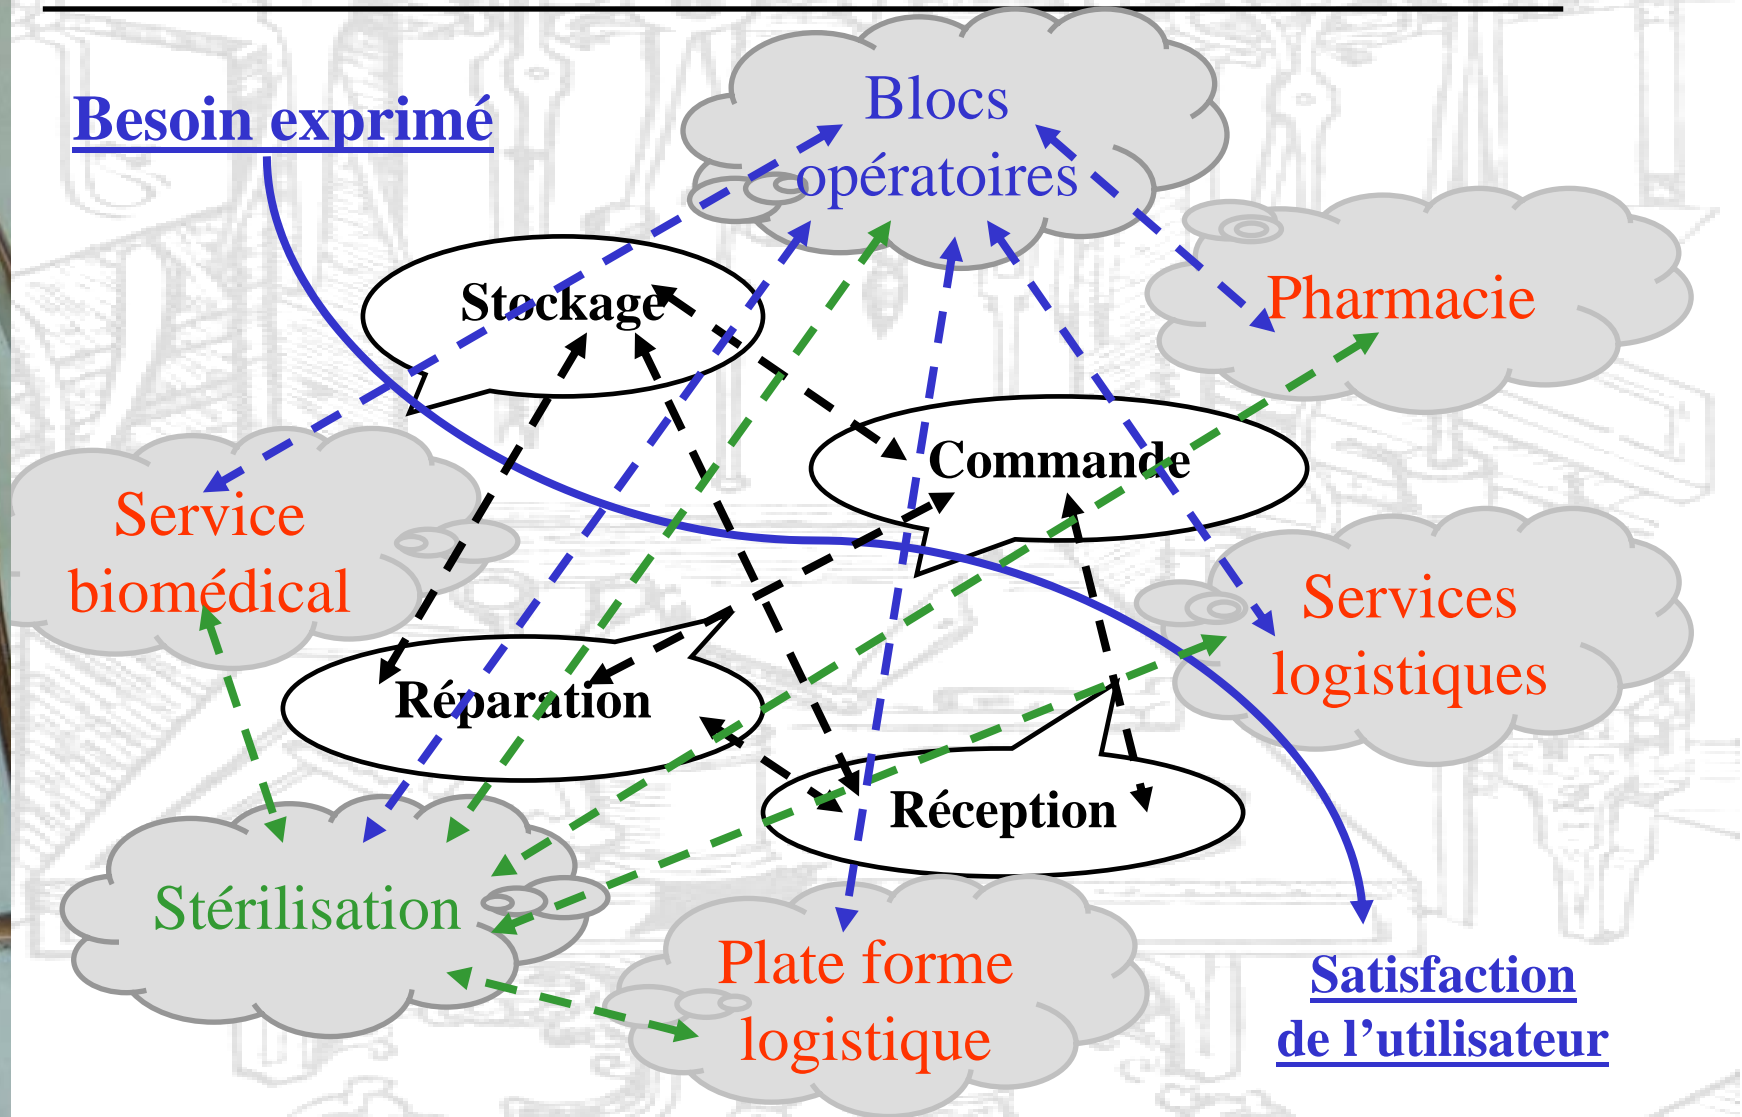 Besoin exprimé
Blocs
opératoires
Stockage
Pharmacie
Commande
Service
biomédical
Services
logistiques
Réparation
Réception
Stérilisation
Plate forme
logistique
Satisfaction
de l’utilisateur